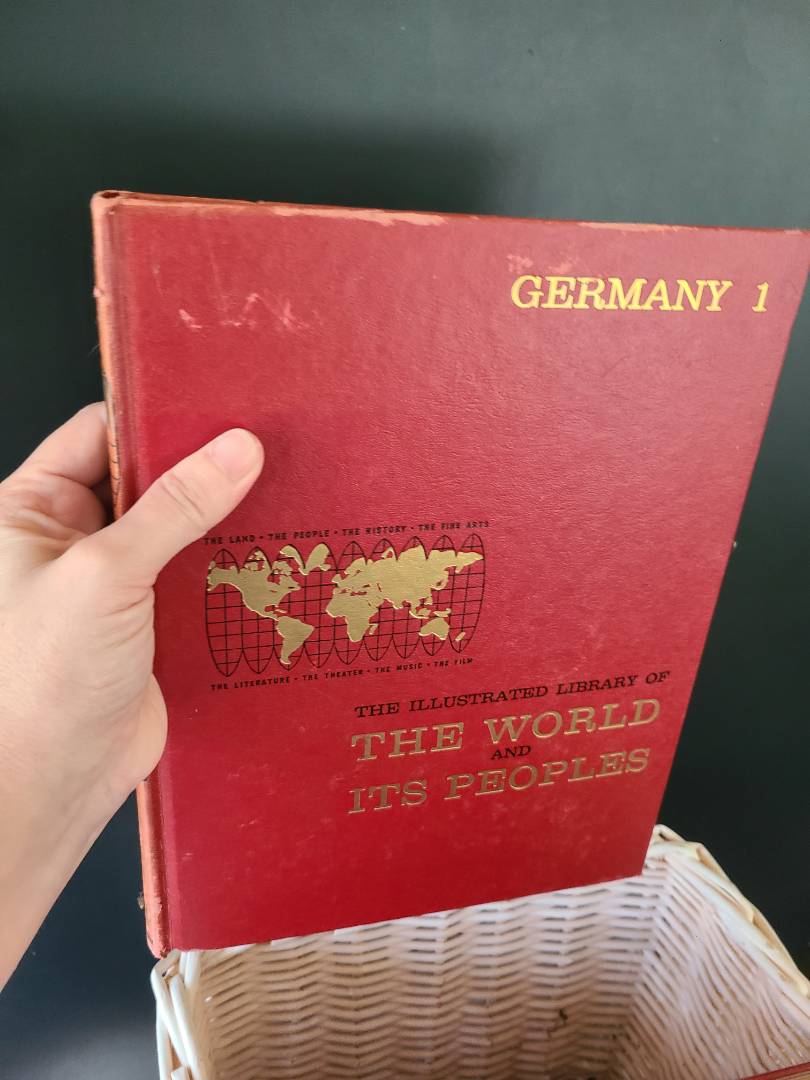 GERMANY 1
THE LAND • THE PEOPLE • THE HISTORY • THE FINE ARTS
THE LITERATURE • THE THEATER • THE MUSIC • THE FILM
THE ILLUSTRATED LIBRARY OF
THE WORLD
AND
ITS PEOPLES